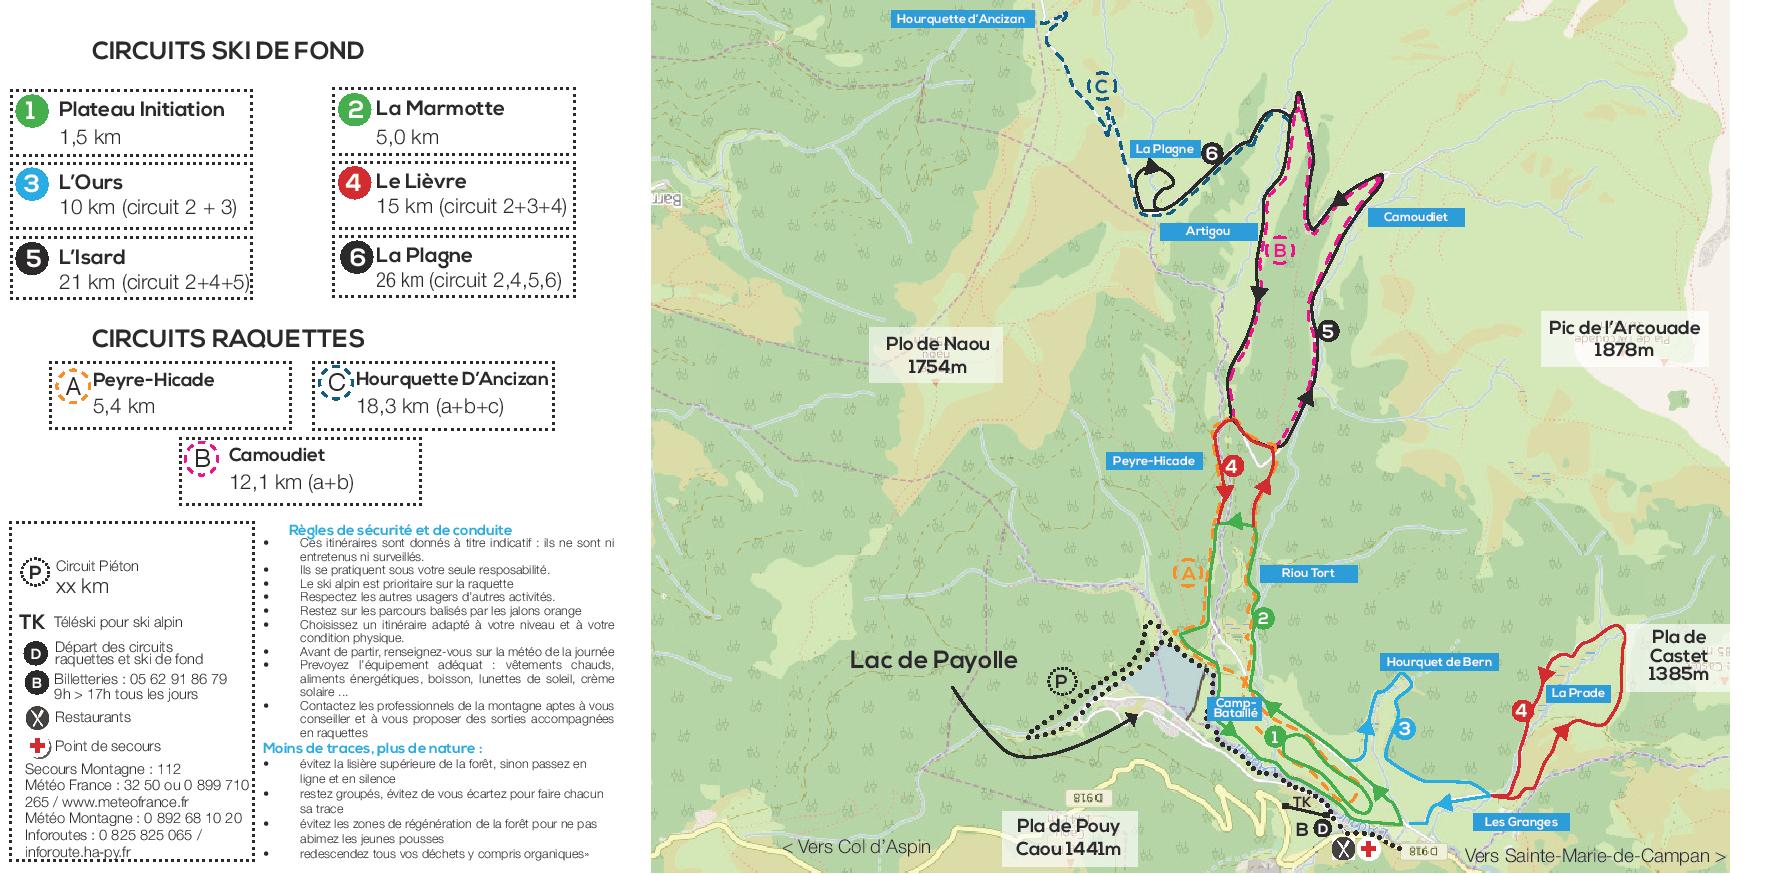 CIRCUITS SKI DE FOND
1 Plateau Initiation
1,5 km
2 La Marmotte
5,0 km
3 L'Ours
10 km (circuit 2 + 3)
4 Le Lièvre
15 km (circuit 2+3+4)
5 L'Isard
21 km (circuit 2+4+5)
6 La Plagne
26 km (circuit 2,4,5,6)
CIRCUITS RAQUETTES
A Peyre-Hicade
5,4 km
C Hourquette D'Ancizan
18,3 km (a+b+c)
B Camoudiet
12,1 km (a+b)
P Circuit Piéton
xx km
TK Téléski pour ski alpin
D Départ des circuits
raquettes et ski de fond
B Billetteries : 05 62 91 86 79
9h > 17h tous les jours
Restaurants
Point de secours
Secours Montagne : 112
Météo France : 32 50 ou 0 899 710
265 / www.meteofrance.fr
Météo Montagne : 0 892 68 10 20
Inforoutes : 0 825 825 065 /
inforoute.ha-py.fr
Règles de sécurité et de conduite
• Ces itinéraires sont donnés à titre indicatif : ils ne sont ni
entretenus ni surveillés.
• Ils se pratiquent sous votre seule resposabilité.
• Le ski alpin est prioritaire sur la raquette
• Respectez les autres usagers d'autres activités.
• Restez sur les parcours balisés par les jalons orange
• Choisissez un itinéraire adapté à votre niveau et à votre
condition physique.
• Avant de partir, renseignez-vous sur la météo de la journée
• Prevoyez l'équipement adéquat : vêtements chauds,
aliments énergétiques, boisson, lunettes de soleil, crème
solaire ...
• Contactez les professionnels de la montagne aptes à vous
conseiller et à vous proposer des sorties accompagnées
en raquettes
Moins de traces, plus de nature :
• évitez la lisière supérieure de la forêt, sinon passez en
ligne et en silence
• restez groupés, évitez de vous écartez pour faire chacun
sa trace
• évitez les zones de régénération de la forêt pour ne pas
abimez les jeunes pousses
• redescendez tous vos déchets y compris organiques»
Hourquette d'Ancizan
C
La Plagne
6
Artigou
Camoudiet
B
Plo de Naou
1754m
5
Pic de l'Arcouade
1878m
Peyre-Hicade
4
A
Riou Tort
2
Lac de Payolle
P
Hourquet de Bern
Pla de
Castet
1385m
La Prade
4
Camp-
Bataillé
3
1
D918
TK
B D
Les Granges
Pla de Pouy
Caou 1441m
< Vers Col d'Aspin
D918
Vers Sainte-Marie-de-Campan >